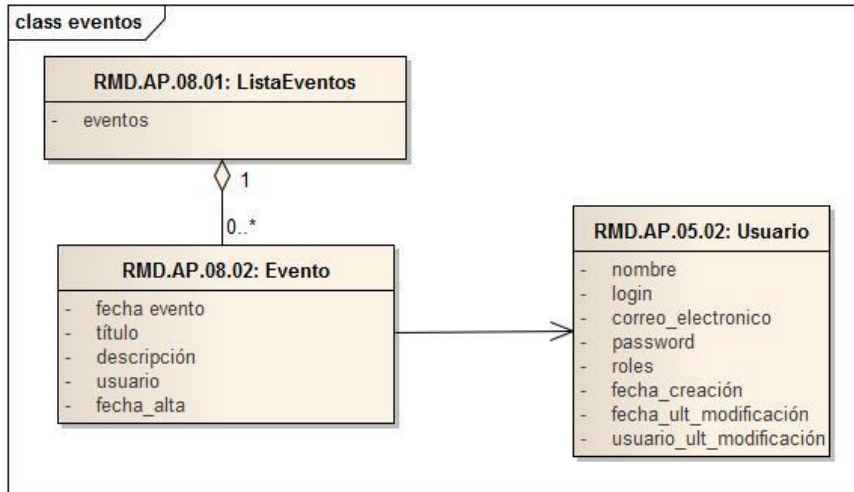 class eventos
RMD.AP.08.01: ListaEventos
- eventos
1
0..*
RMD.AP.08.02: Evento
- fecha evento
- título
- descripción
- usuario
- fecha_alta
RMD.AP.05.02: Usuario
- nombre
- login
- correo_electronico
- password
- roles
- fecha_creación
- fecha_ult_modificación
- usuario_ult_modificación